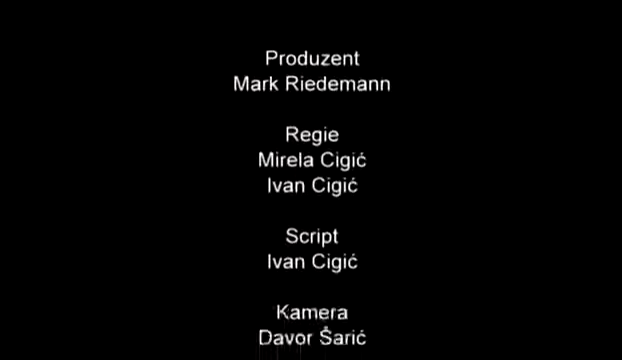 Produzent
Mark Riedemann
Regie
Mirela Cigić
Ivan Cigić
Script
Ivan Cigić
Kamera
Davor Šarić